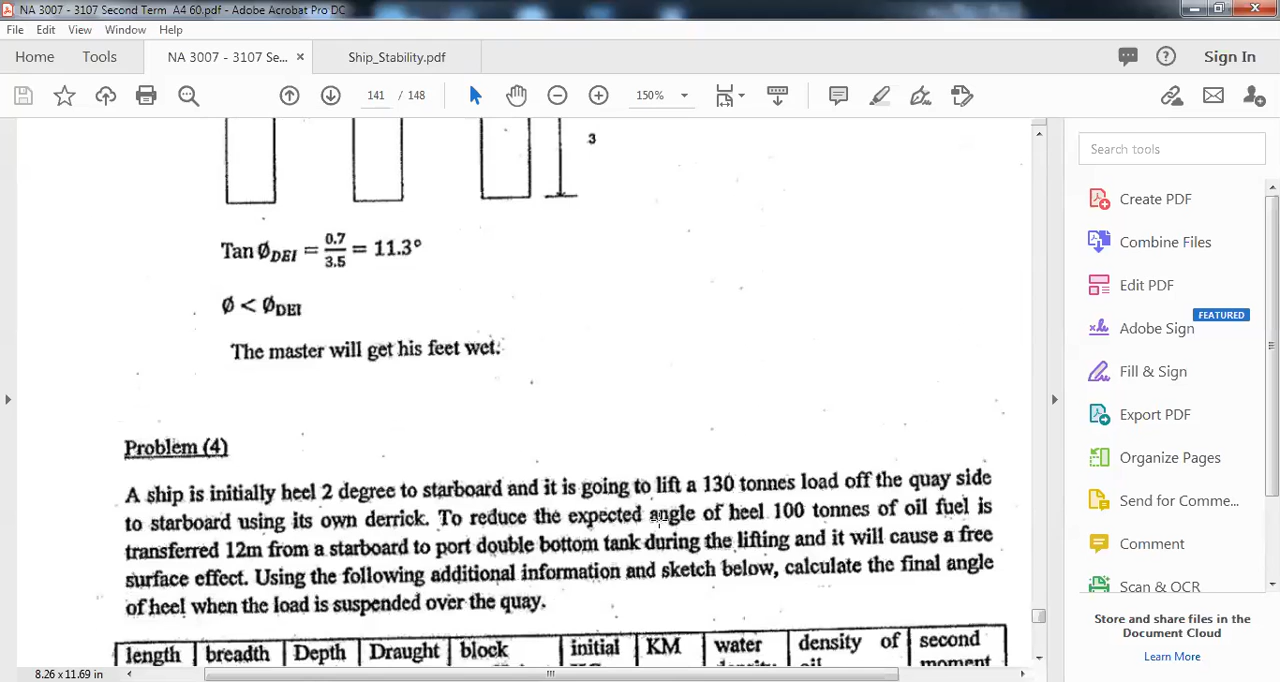 NA 3007 - 3107 Second Term A4 60.pdf - Adobe Acrobat Pro DC
File Edit View Window Help
Home Tools NA 3007 - 3107 Se... × Ship_Stability.pdf Sign In
141 / 148 150%
3
Tan Ø_DEI = 0.7/3.5 = 11.3°
Ø < Ø_DEI
The master will get his feet wet.
Problem (4)
A ship is initially heel 2 degree to starboard and it is going to lift a 130 tonnes load off the quay side
to starboard using its own derrick. To reduce the expected angle of heel 100 tonnes of oil fuel is
transferred 12m from a starboard to port double bottom tank during the lifting and it will cause a free
surface effect. Using the following additional information and sketch below, calculate the final angle
of heel when the load is suspended over the quay.
length breadth Depth Draught block initial KM water density of second
moment
8.26 x 11.69 in
Search tools
Create PDF
Combine Files
Edit PDF
FEATURED
Adobe Sign
Fill & Sign
Export PDF
Organize Pages
Send for Comme...
Comment
Scan & OCR
Store and share files in the
Document Cloud
Learn More